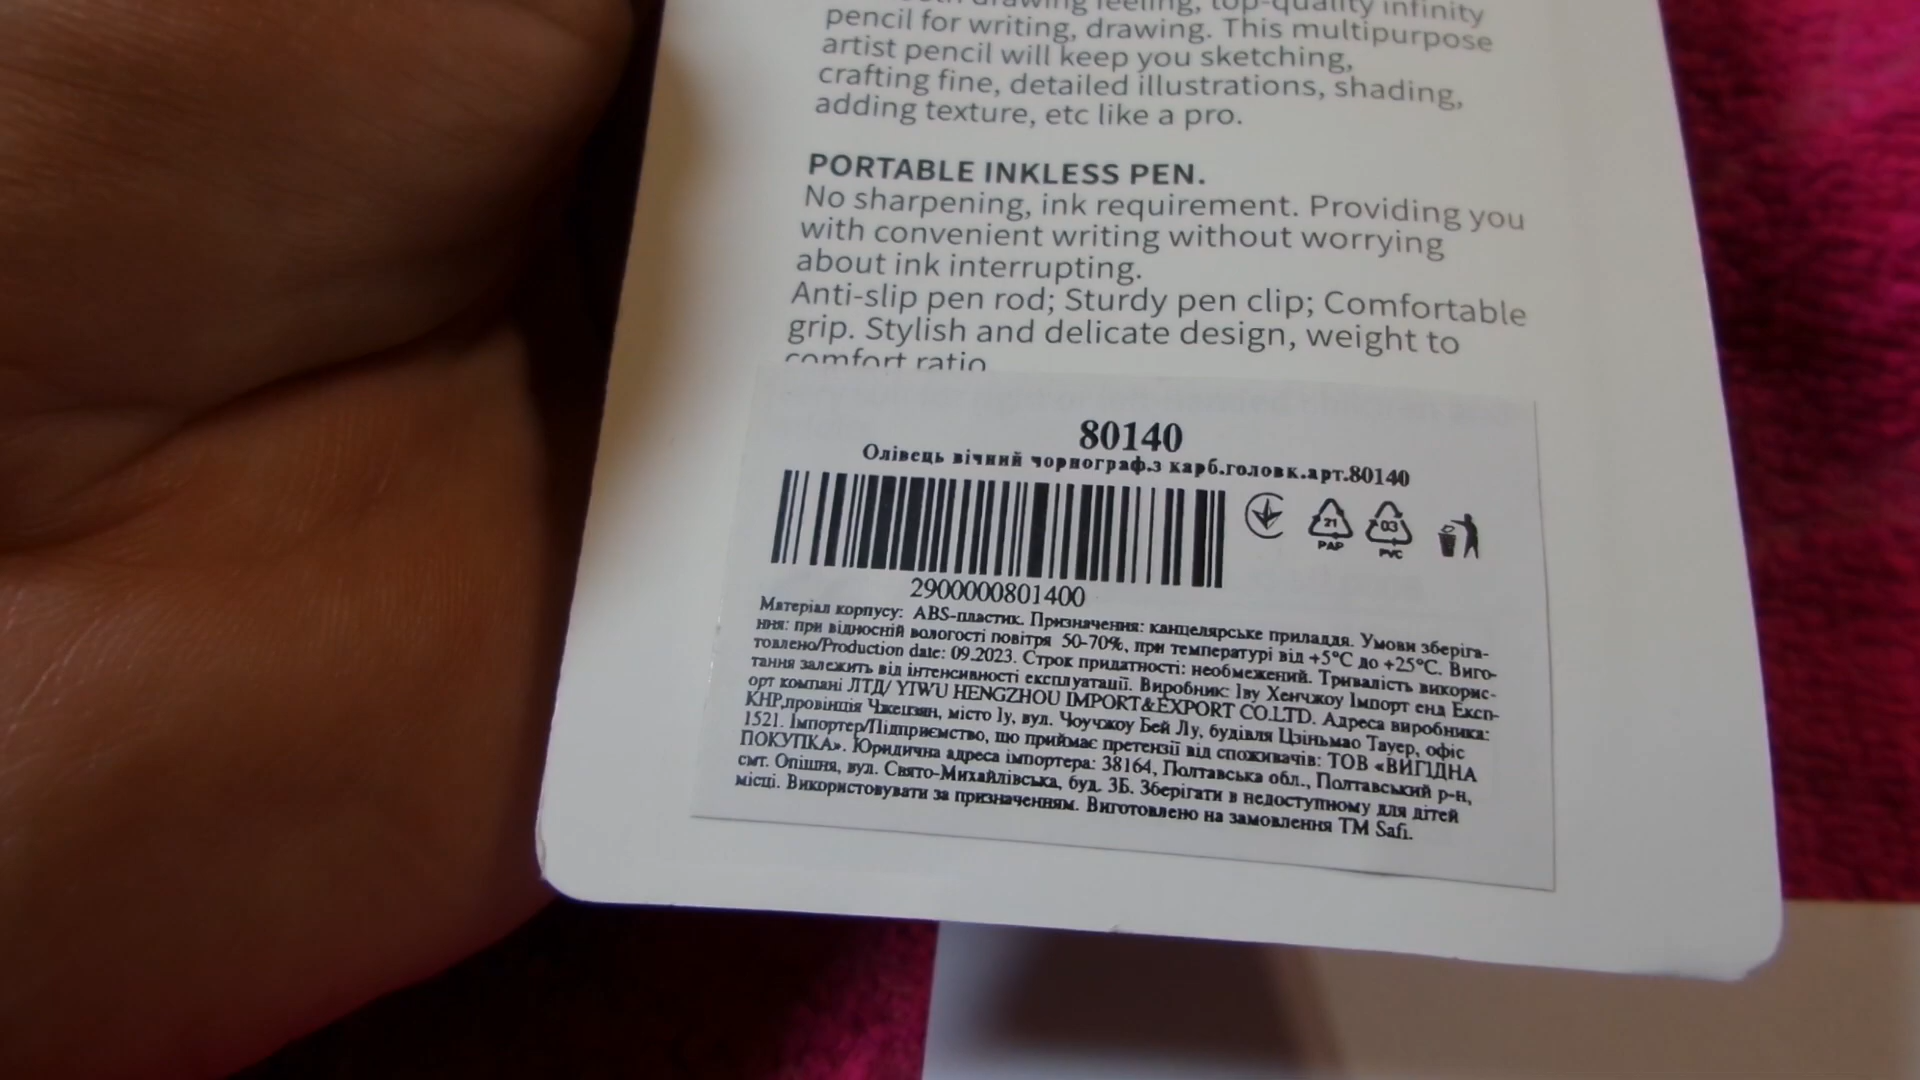 drawing feeling, top-quality infinity
pencil for writing, drawing. This multipurpose
artist pencil will keep you sketching,
crafting fine, detailed illustrations, shading,
adding texture, etc like a pro.
PORTABLE INKLESS PEN.
No sharpening, ink requirement. Providing you
with convenient writing without worrying
about ink interrupting.
Anti-slip pen rod; Sturdy pen clip; Comfortable
grip. Stylish and delicate design, weight to
comfort ratio
80140
Олівець вічний чорнограф.з карб.головк.арт.80140
21
PAP
03
PVC
2900000801400
Матеріал корпусу: ABS-пластик. Призначення: канцелярське приладдя. Умови зберіга-
ння: при відносній вологості повітря 50-70%, при температурі від +5°C до +25°C. Виго-
товлено/Production date: 09.2023. Строк придатності: необмежений. Тривалість викорис-
тання залежить від інтенсивності експлуатації. Виробник: Іву Хенчжоу Імпорт енд Експ-
орт компані ЛТД/ YIWU HENGZHOU IMPORT&EXPORT CO.LTD. Адреса виробника:
КНР,провінція Чжецзян, місто Іу, вул. Чоучжоу Бей Лу, будівля Цзіньмао Тауер, офіс
1521. Імпортер/Підприємство, що приймає претензії від споживачів: ТОВ «ВИГІДНА
ПОКУПКА». Юридична адреса імпортера: 38164, Полтавська обл., Полтавський р-н,
смт. Опішня, вул. Свято-Михайлівська, буд. 3Б. Зберігати в недоступному для дітей
місці. Використовувати за призначенням. Виготовлено на замовлення ТМ Safi.